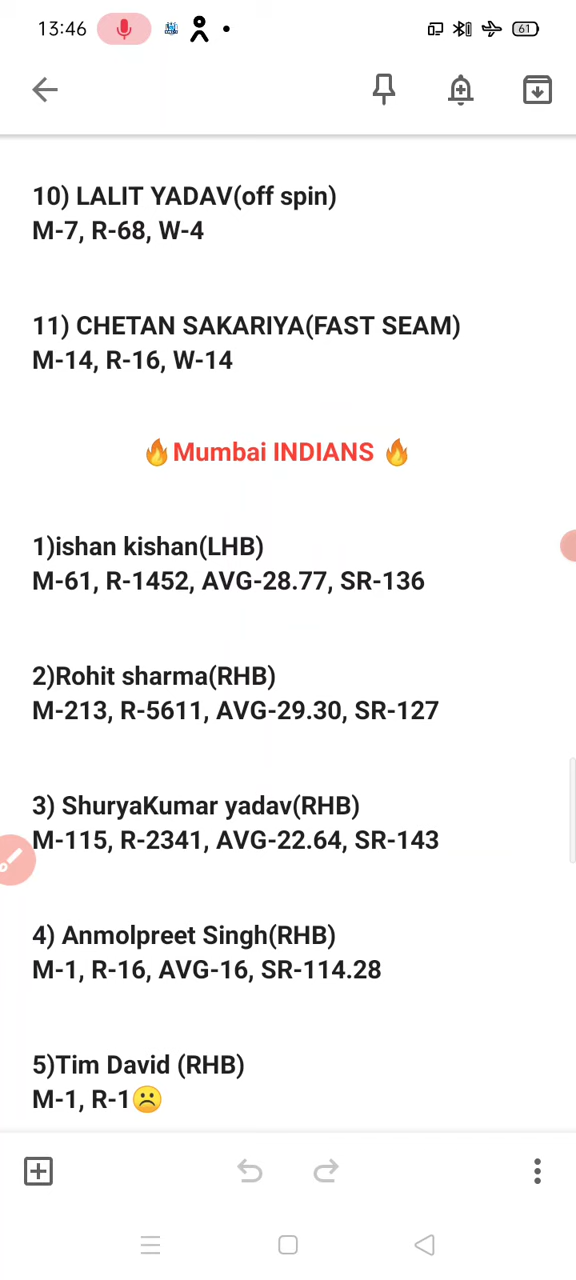 13:46
61
10) LALIT YADAV(off spin)
M-7, R-68, W-4
11) CHETAN SAKARIYA(FAST SEAM)
M-14, R-16, W-14
🔥Mumbai INDIANS 🔥
1)ishan kishan(LHB)
M-61, R-1452, AVG-28.77, SR-136
2)Rohit sharma(RHB)
M-213, R-5611, AVG-29.30, SR-127
3) ShuryaKumar yadav(RHB)
M-115, R-2341, AVG-22.64, SR-143
4) Anmolpreet Singh(RHB)
M-1, R-16, AVG-16, SR-114.28
5)Tim David (RHB)
M-1, R-1☹️